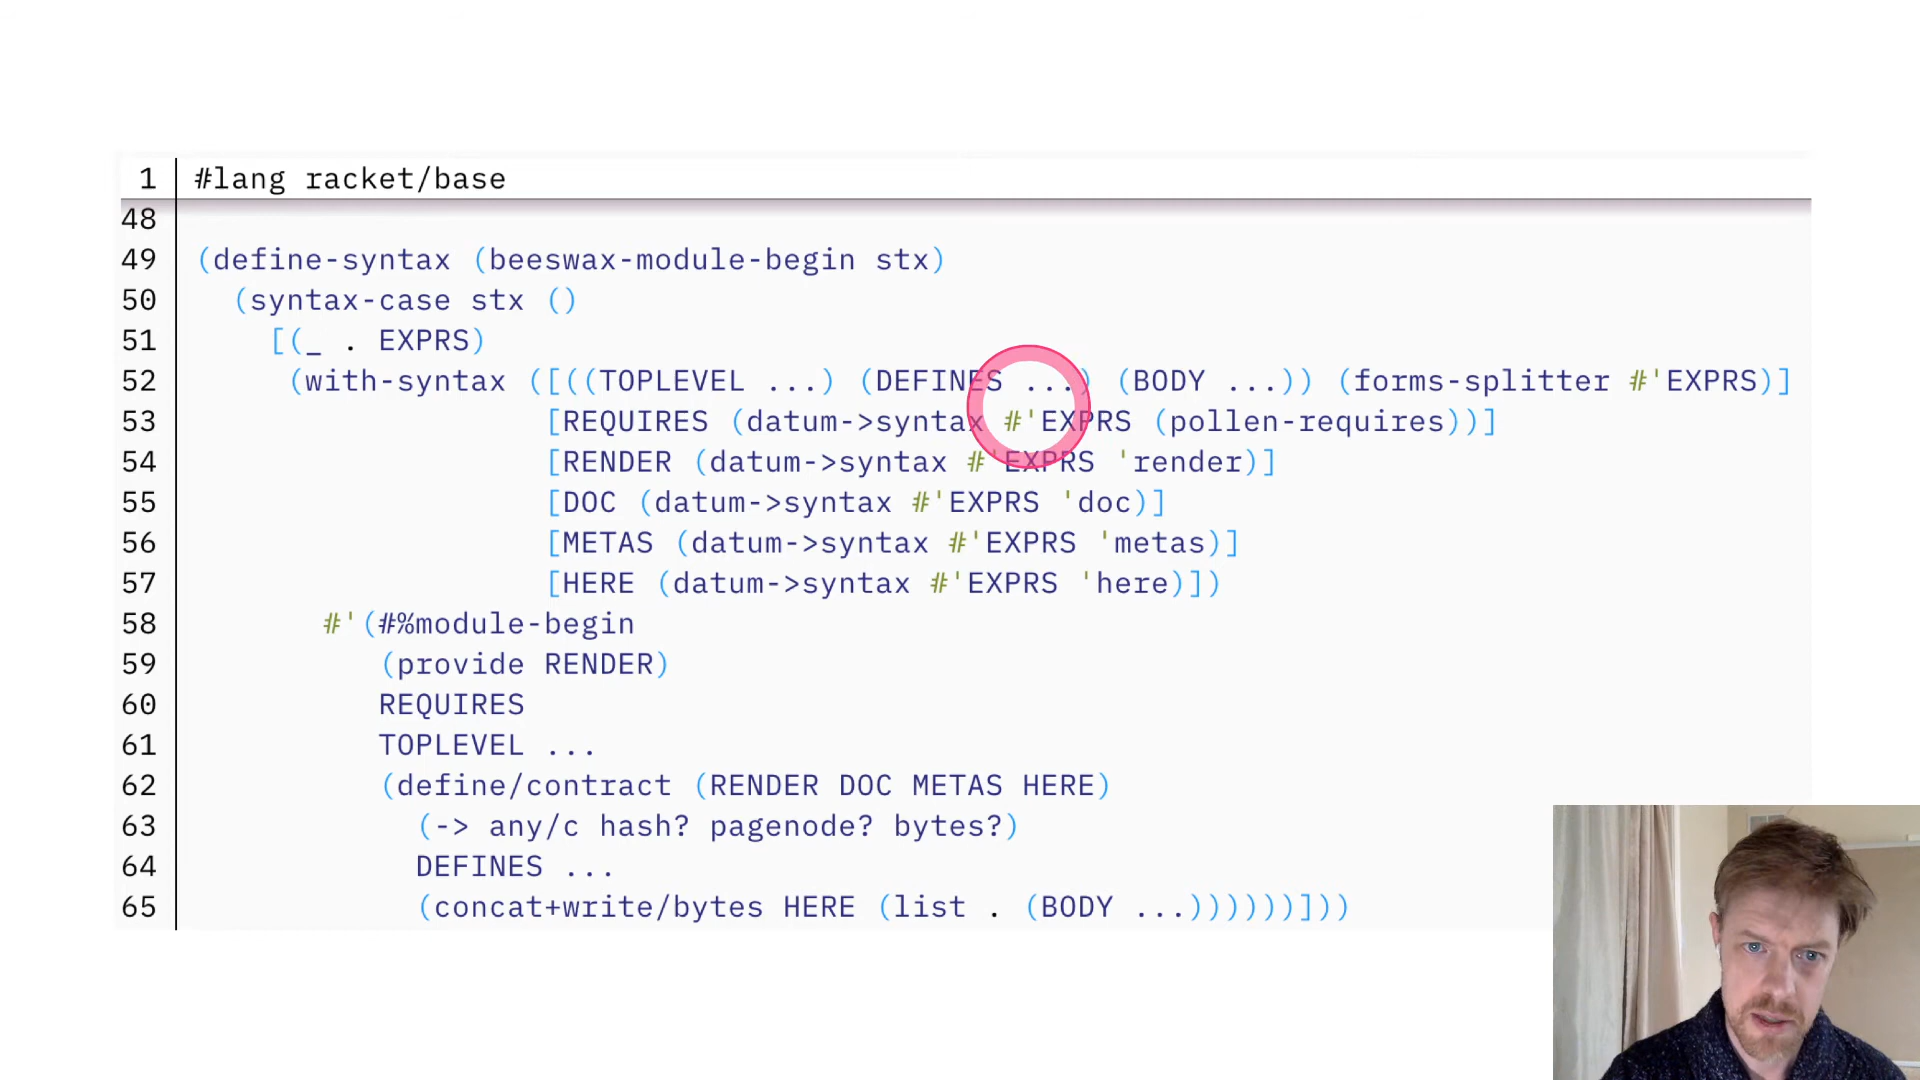 1 #lang racket/base
48
49 (define-syntax (beeswax-module-begin stx)
50 (syntax-case stx ()
51 [(_ . EXPRS)
52 (with-syntax ([((TOPLEVEL ...) (DEFINES ...) (BODY ...)) (forms-splitter #'EXPRS)]
53 [REQUIRES (datum->syntax #'EXPRS (pollen-requires))]
54 [RENDER (datum->syntax #'EXPRS 'render)]
55 [DOC (datum->syntax #'EXPRS 'doc)]
56 [METAS (datum->syntax #'EXPRS 'metas)]
57 [HERE (datum->syntax #'EXPRS 'here)])
58 #'(#%module-begin
59 (provide RENDER)
60 REQUIRES
61 TOPLEVEL ...
62 (define/contract (RENDER DOC METAS HERE)
63 (-> any/c hash? pagenode? bytes?)
64 DEFINES ...
65 (concat+write/bytes HERE (list . (BODY ...))))))]))